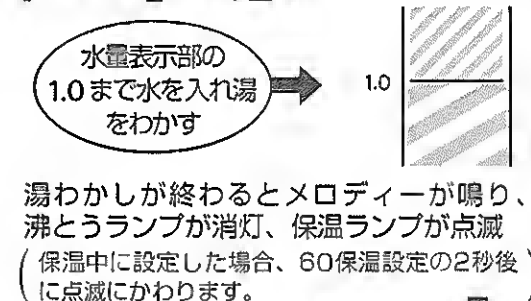 水量表示部の
1.0まで水を入れ湯
をわかす
1.0
湯わかしが終わるとメロディーが鳴り、
沸とうランプが消灯、保温ランプが点滅
(保温中に設定した場合、60保温設定の2秒後
に点滅にかわります。)